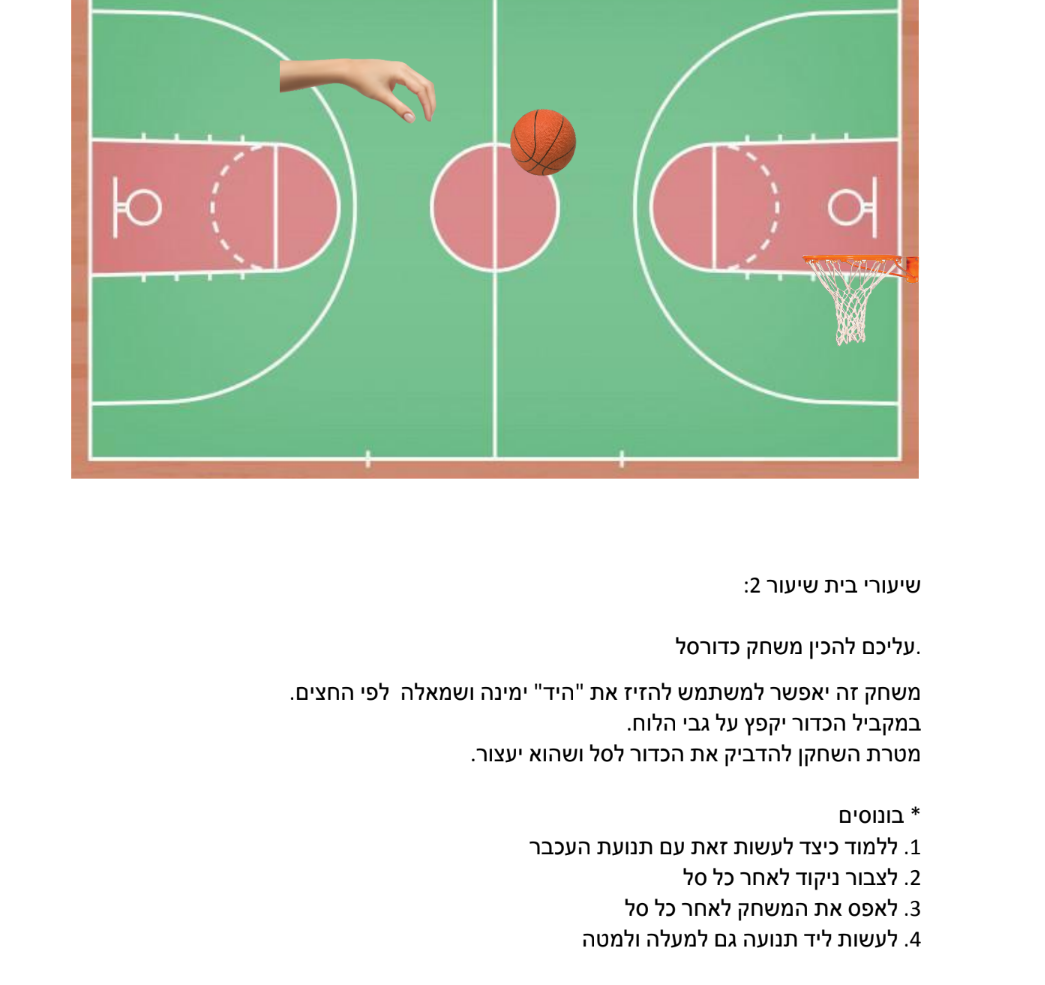 שיעורי בית שיעור 2:
.עליכם להכין משחק כדורסל
משחק זה יאפשר למשתמש להזיז את "היד" ימינה ושמאלה  לפי החצים.
במקביל הכדור יקפץ על גבי הלוח.
מטרת השחקן להדביק את הכדור לסל ושהוא יעצור.
* בונוסים
1. ללמוד כיצד לעשות זאת עם תנועת העכבר
2. לצבור ניקוד לאחר כל סל
3. לאפס את המשחק לאחר כל סל
4. לעשות ליד תנועה גם למעלה ולמטה